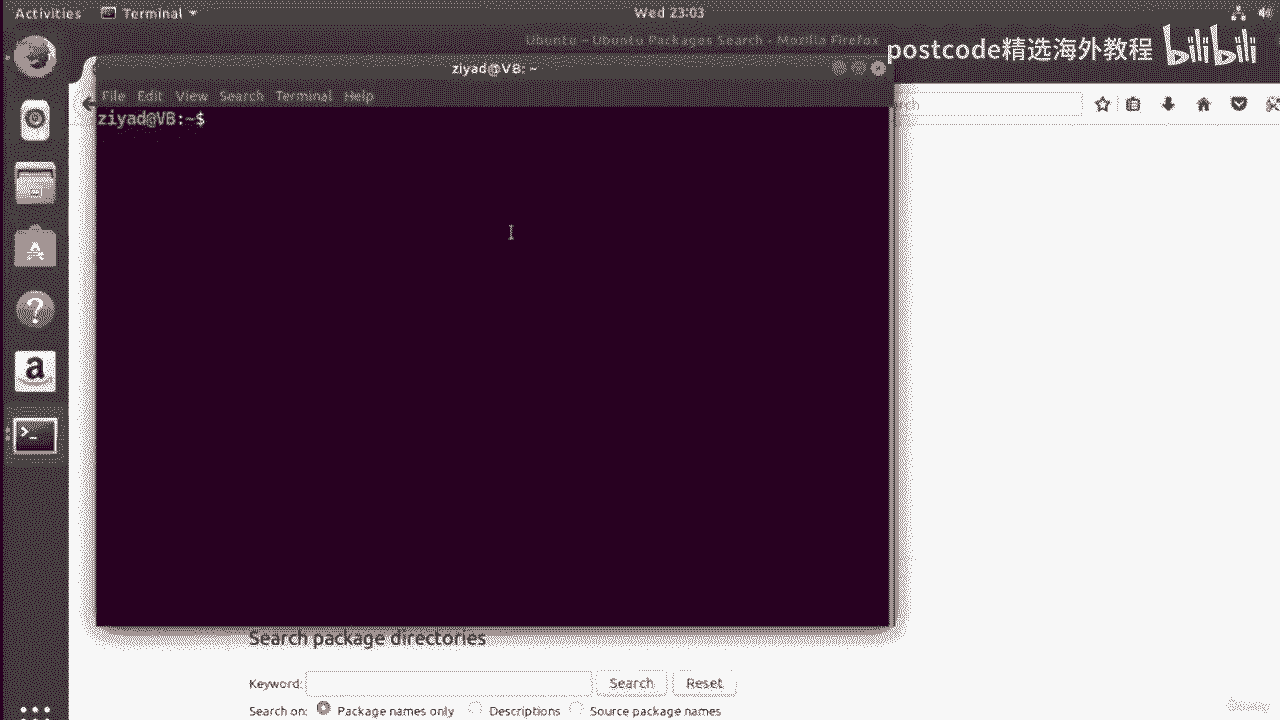 Activities Terminal Wed 23:03
Ubuntu – Ubuntu Packages Search - Mozilla Firefox
postcode精选海外教程 bilibili
ziyad@VB: ~
File Edit View Search Terminal Help
ziyad@VB:~$
Search package directories
Keyword: Search Reset
Search on: Package names only Descriptions Source package names